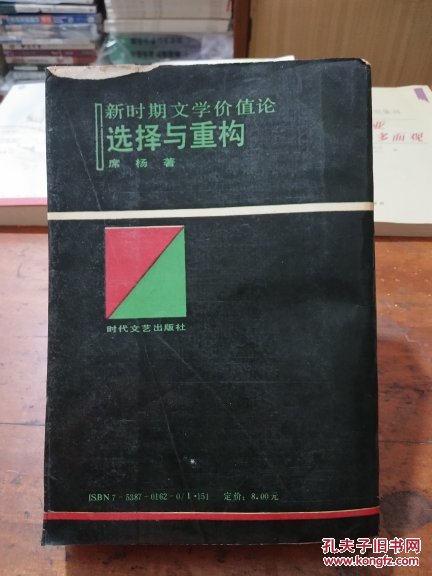 新时期文学价值论
选择与重构
席 杨 著
时代文艺出版社
ISBN 7-5387-0162-0/I·151 定价：8.00元
孔夫子旧书网
www.kongfz.com